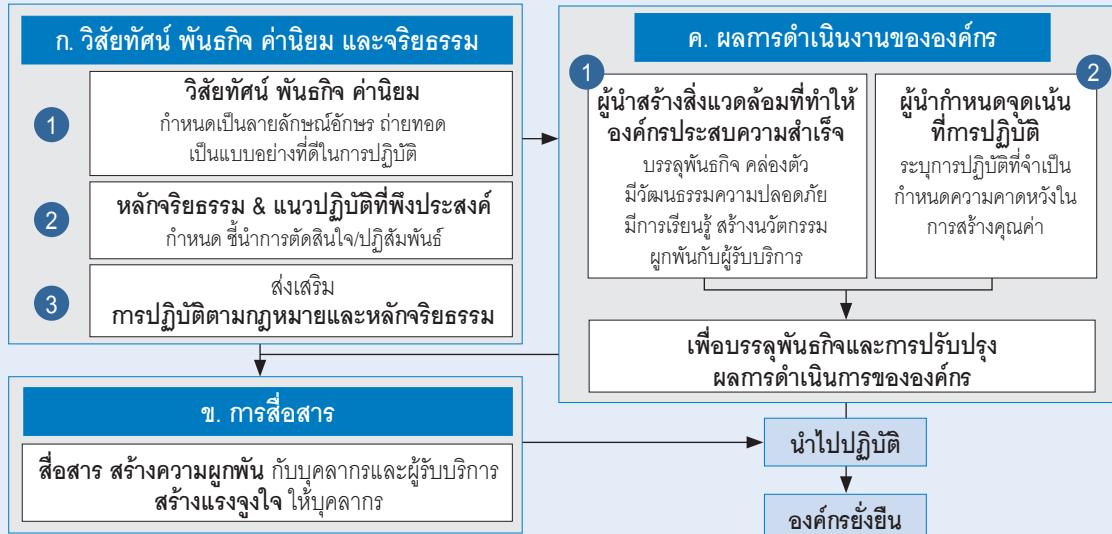 ก. วิสัยทัศน์ พันธกิจ ค่านิยม และจริยธรรม
1
วิสัยทัศน์ พันธกิจ ค่านิยม
กำหนดเป็นลายลักษณ์อักษร ถ่ายทอด
เป็นแบบอย่างที่ดีในการปฏิบัติ
2
หลักจริยธรรม & แนวปฏิบัติที่พึงประสงค์
กำหนด ชี้นำการตัดสินใจ/ปฏิสัมพันธ์
3
ส่งเสริม
การปฏิบัติตามกฎหมายและหลักจริยธรรม
ค. ผลการดำเนินงานขององค์กร
1
ผู้นำสร้างสิ่งแวดล้อมที่ทำให้
องค์กรประสบความสำเร็จ
บรรลุพันธกิจ คล่องตัว
มีวัฒนธรรมความปลอดภัย
มีการเรียนรู้ สร้างนวัตกรรม
ผูกพันกับผู้รับบริการ
2
ผู้นำกำหนดจุดเน้น
ที่การปฏิบัติ
ระบุการปฏิบัติที่จำเป็น
กำหนดความคาดหวังใน
การสร้างคุณค่า
เพื่อบรรลุพันธกิจและการปรับปรุง
ผลการดำเนินการขององค์กร
ข. การสื่อสาร
สื่อสาร สร้างความผูกพัน กับบุคลากรและผู้รับบริการ
สร้างแรงจูงใจ ให้บุคลากร
นำไปปฏิบัติ
องค์กรยั่งยืน